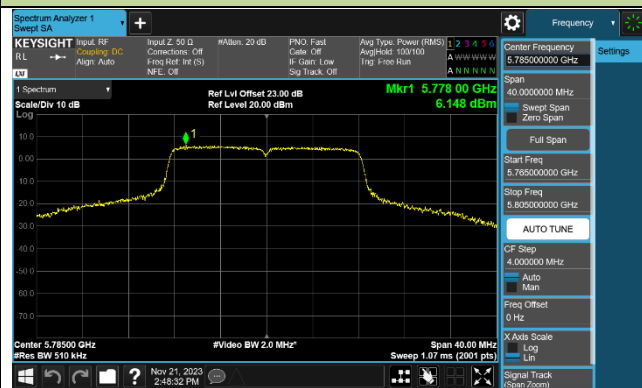 Spectrum Analyzer 1
Swept SA
Frequency
KEYSIGHT
RL
LXI
Input: RF
Coupling: DC
Align: Auto
Input Z: 50 Ω
Corrections: Off
Freq Ref: Int (S)
NFE: Off
#Atten: 20 dB
PNO: Fast
Gate: Off
IF Gain: Low
Sig Track: Off
Avg Type: Power (RMS)
Avg|Hold: 100/100
Trig: Free Run
1 2 3 4 5 6
A W W W W W
A N N N N N
1 Spectrum
Scale/Div 10 dB
Log
Ref Lvl Offset 23.00 dB
Ref Level 20.00 dBm
Mkr1 5.778 00 GHz
6.148 dBm
1
10.0
0.00
-10.0
-20.0
-30.0
-40.0
-50.0
-60.0
-70.0
Center 5.78500 GHz
#Res BW 510 kHz
#Video BW 2.0 MHz*
Span 40.00 MHz
Sweep 1.07 ms (2001 pts)
Nov 21, 2023
2:48:32 PM
Center Frequency
5.785000000 GHz
Settings
Span
40.0000000 MHz
Swept Span
Zero Span
Full Span
Start Freq
5.765000000 GHz
Stop Freq
5.805000000 GHz
AUTO TUNE
CF Step
4.000000 MHz
Auto
Man
Freq Offset
0 Hz
X Axis Scale
Log
Lin
Signal Track
(Span Zoom)